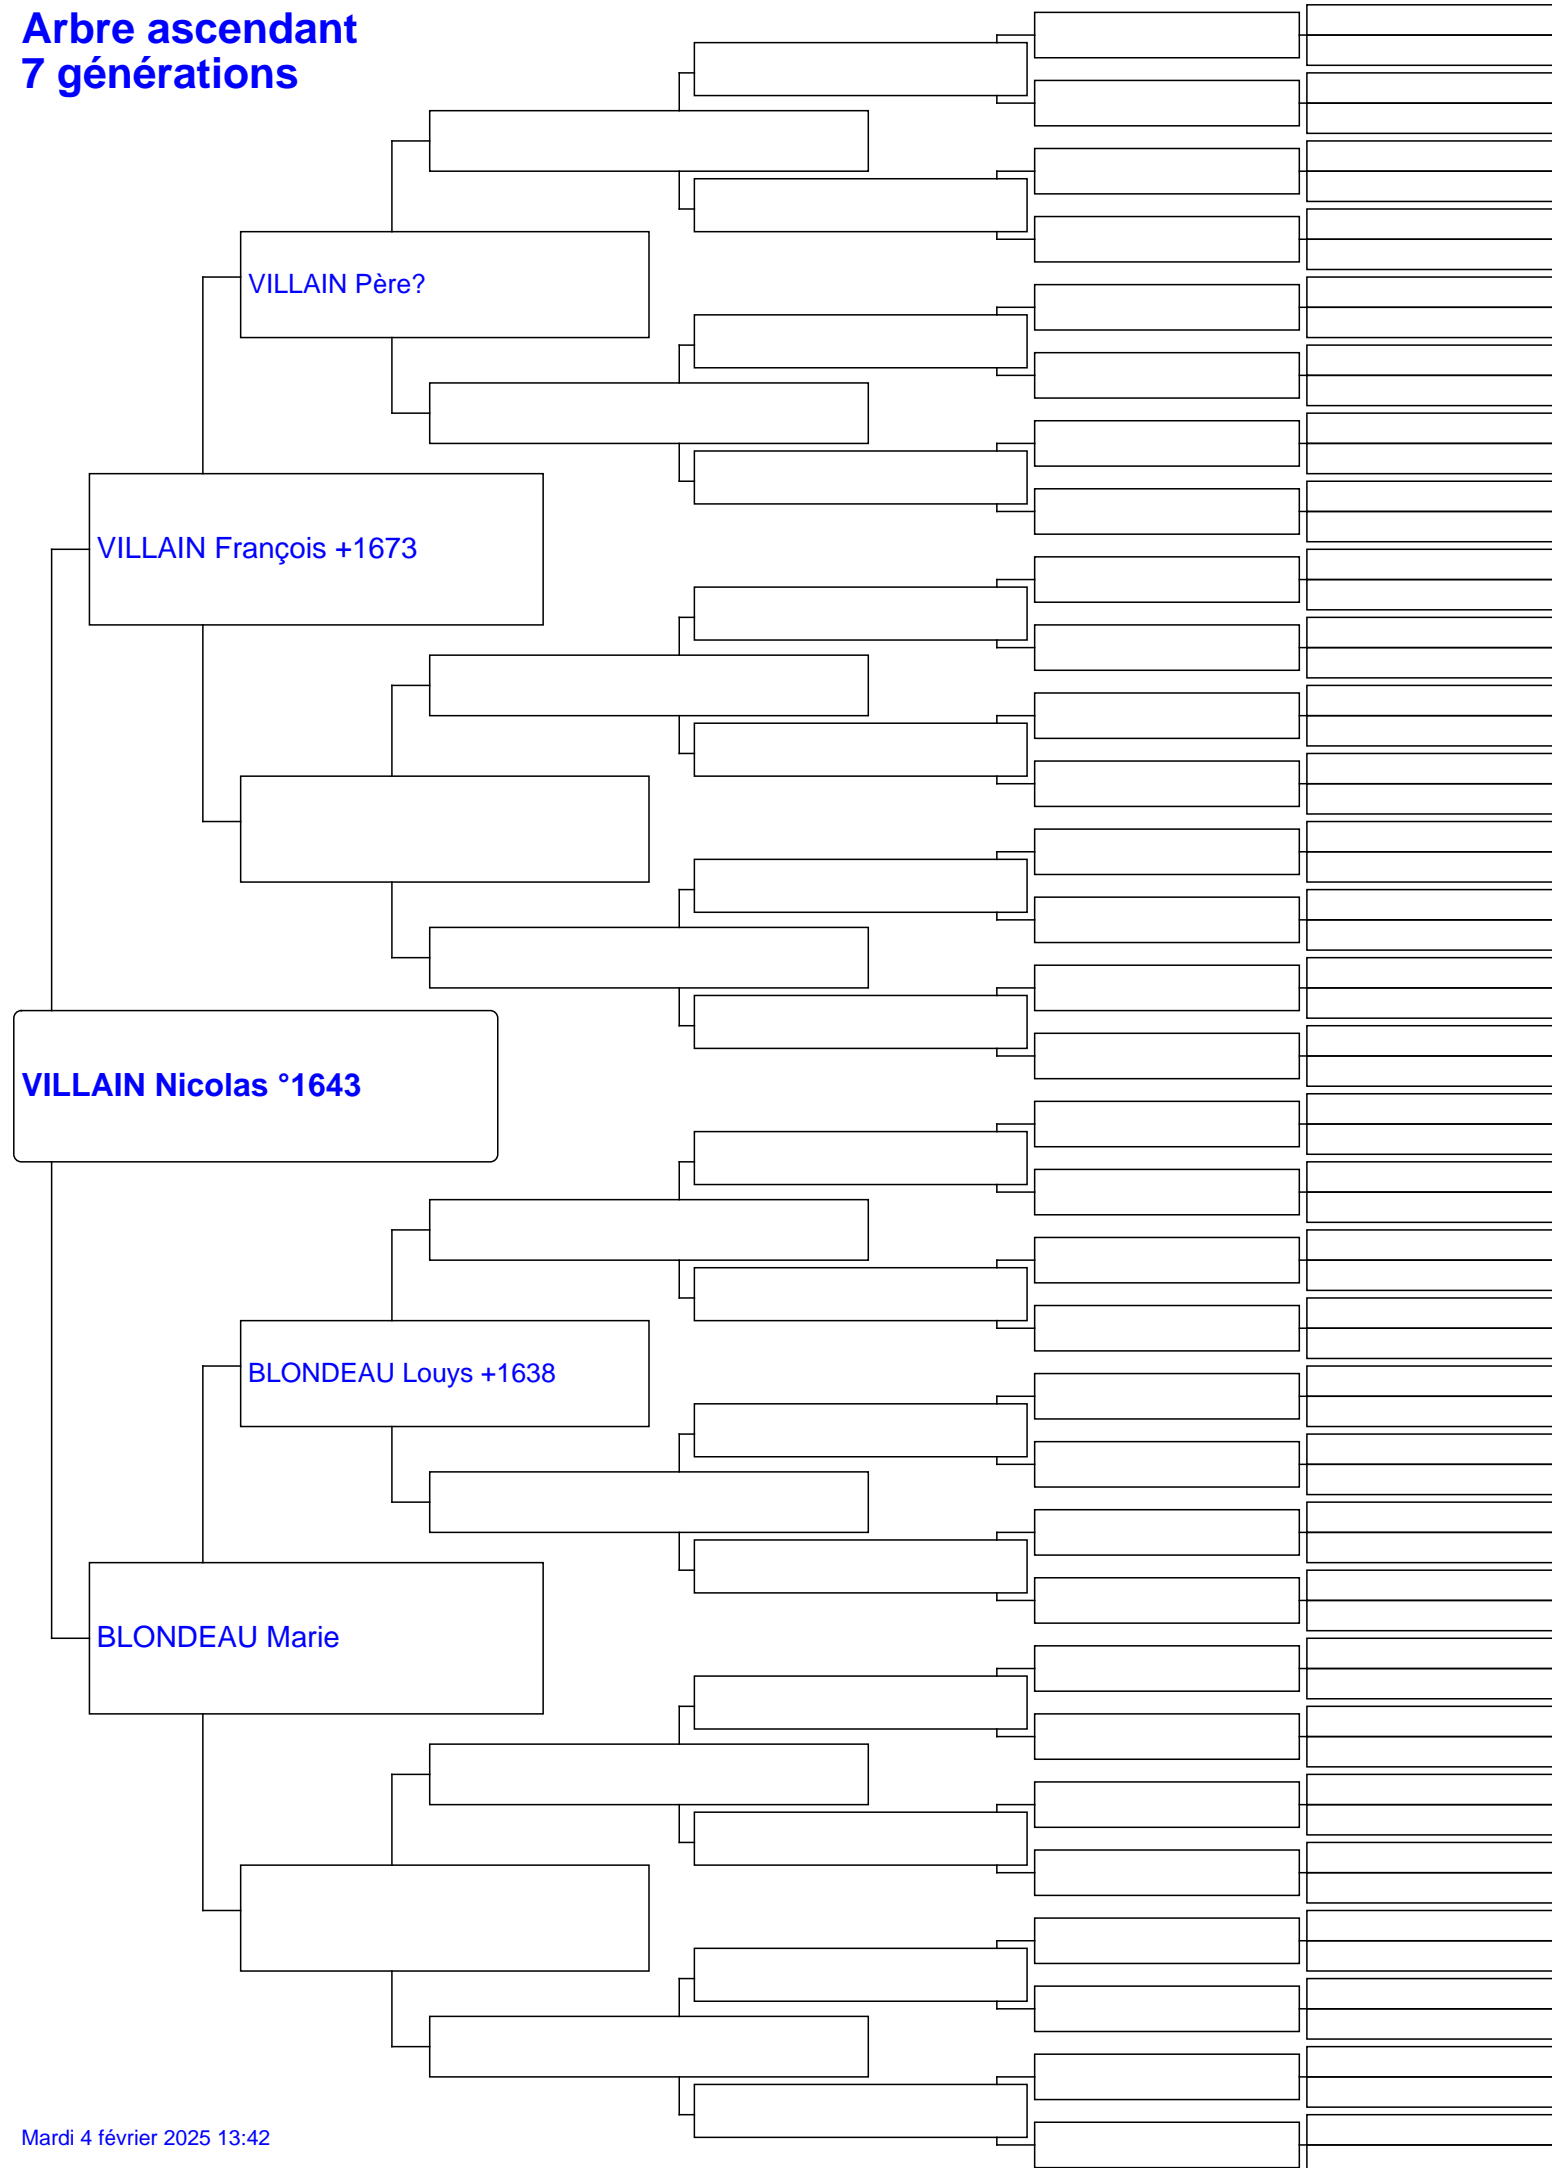 Arbre ascendant
7 générations
VILLAIN Père?
VILLAIN François +1673
VILLAIN Nicolas °1643
BLONDEAU Louys +1638
BLONDEAU Marie
Mardi 4 février 2025 13:42